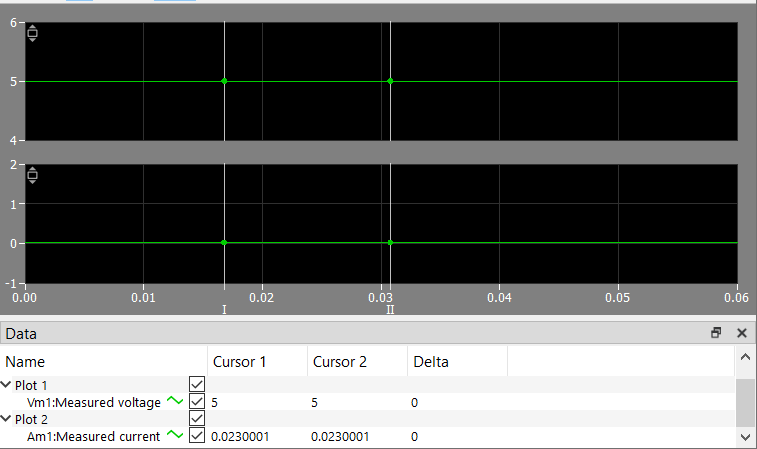 6
5
4
2
1
0
-1
0.00 0.01 0.02 0.03 0.04 0.05 0.06
I II
Data
Name Cursor 1 Cursor 2 Delta
Plot 1
Vm1:Measured voltage 5 5 0
Plot 2
Am1:Measured current 0.0230001 0.0230001 0